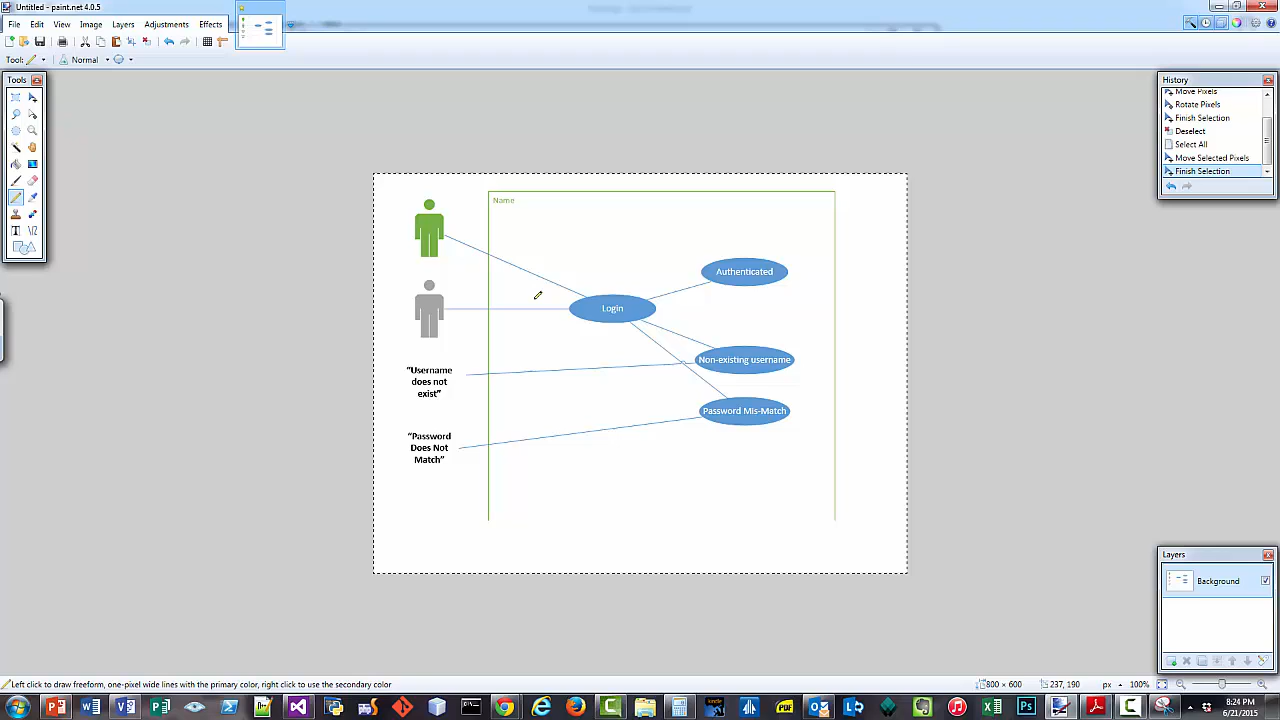 Untitled - paint.net 4.0.5
File Edit View Image Layers Adjustments Effects
Tool: Normal
Tools
History
Move Pixels
Rotate Pixels
Finish Selection
Deselect
Select All
Move Selected Pixels
Finish Selection
Name
Authenticated
Login
Non-existing username
"Username
does not
exist"
Password Mis-Match
"Password
Does Not
Match"
Layers
Background
Left click to draw freeform, one-pixel wide lines with the primary color, right click to use the secondary color
800 × 600
237, 190
px
100%
8:24 PM
6/21/2015